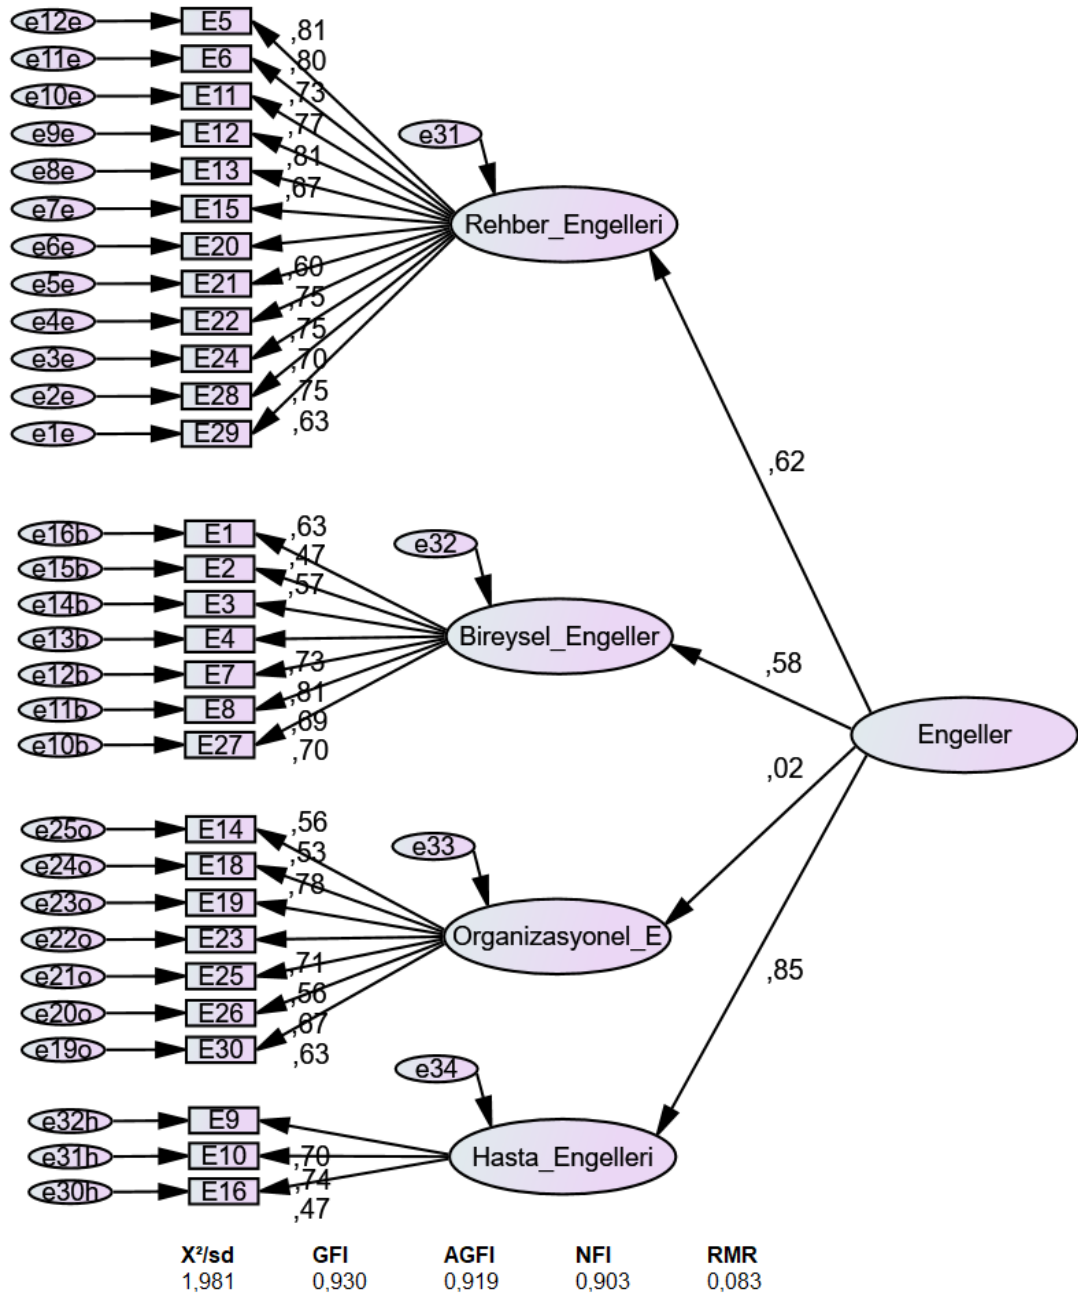 e12e E5 ,81
e11e E6 ,80
e10e E11 ,73
e9e E12 ,77
e8e E13 ,81
e7e E15 ,67
e6e E20
e5e E21 ,60
e4e E22 ,75
e3e E24 ,75
e2e E28 ,70
,75
e1e E29 ,63
e31
Rehber_Engelleri
,62
e16b E1 ,63
e15b E2 ,47
e14b E3 ,57
e13b E4
e12b E7 ,73
e11b E8 ,81
,69
e10b E27 ,70
e32
Bireysel_Engeller
,58
Engeller
,02
e25o E14 ,56
e24o E18 ,53
e23o E19 ,78
e22o E23
e21o E25 ,71
e20o E26 ,56
,67
e19o E30 ,63
e33
Organizasyonel_E
,85
e34
e32h E9
e31h E10 ,70
e30h E16 ,74
,47
Hasta_Engelleri
X²/sd GFI AGFI NFI RMR
1,981 0,930 0,919 0,903 0,083